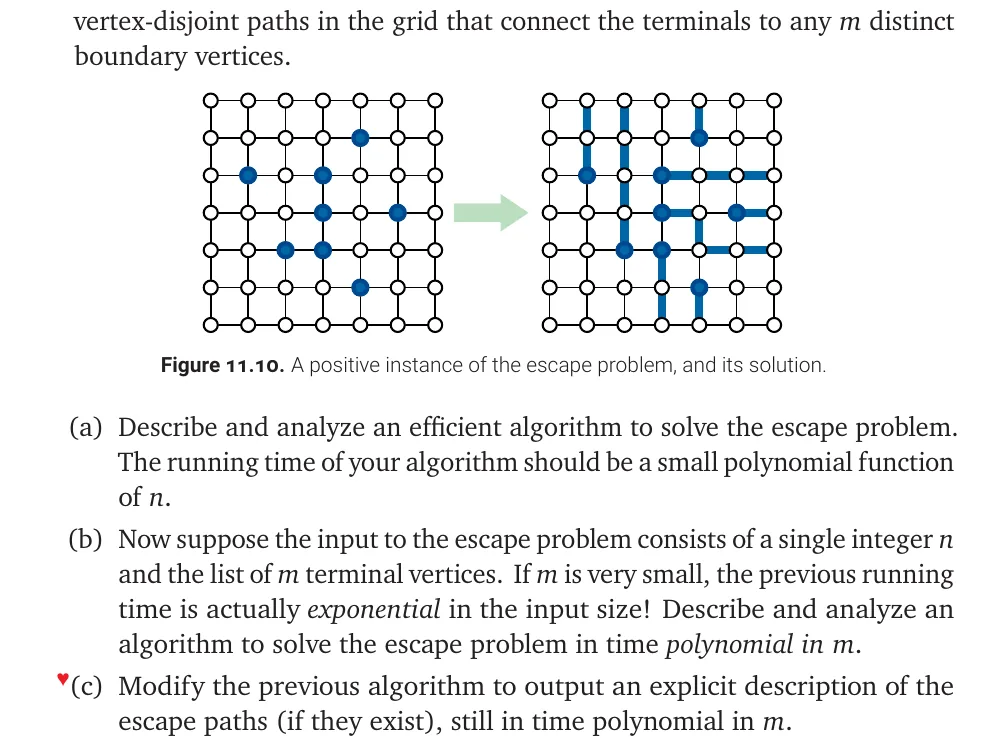 vertex-disjoint paths in the grid that connect the terminals to any m distinct
boundary vertices.
Figure 11.10. A positive instance of the escape problem, and its solution.
(a) Describe and analyze an efficient algorithm to solve the escape problem.
The running time of your algorithm should be a small polynomial function
of n.
(b) Now suppose the input to the escape problem consists of a single integer n
and the list of m terminal vertices. If m is very small, the previous running
time is actually exponential in the input size! Describe and analyze an
algorithm to solve the escape problem in time polynomial in m.
♥(c) Modify the previous algorithm to output an explicit description of the
escape paths (if they exist), still in time polynomial in m.